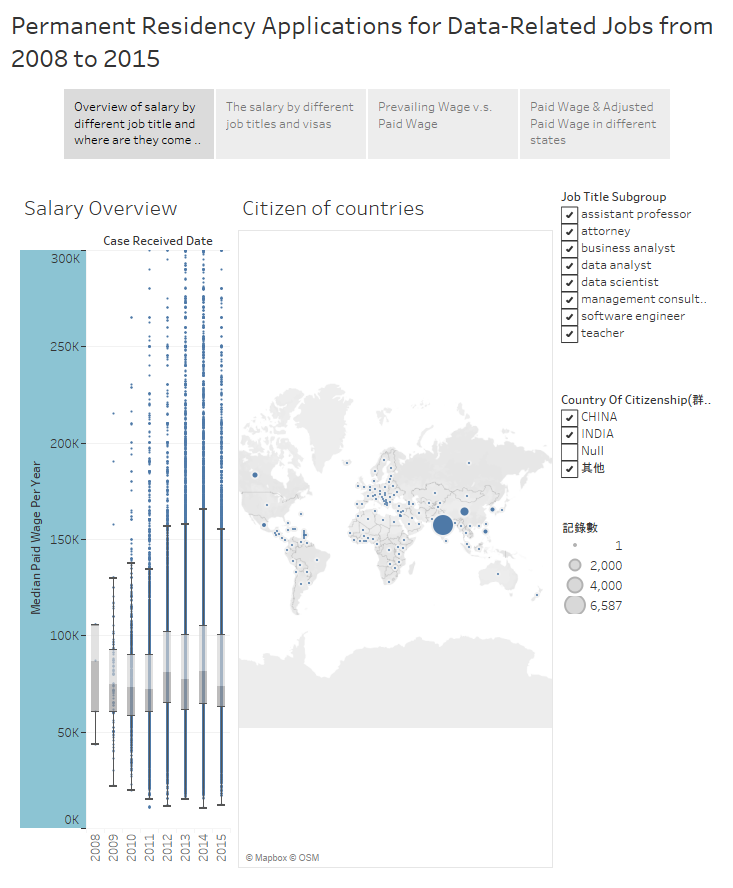 Permanent Residency Applications for Data-Related Jobs from
2008 to 2015
Overview of salary by
different job title and
where are they come ..
The salary by different
job titles and visas
Prevailing Wage v.s.
Paid Wage
Paid Wage & Adjusted
Paid Wage in different
states
Salary Overview
Case Received Date
Median Paid Wage Per Year
300K
250K
200K
150K
100K
50K
0K
2008
2009
2010
2011
2012
2013
2014
2015
Citizen of countries
© Mapbox © OSM
Job Title Subgroup
assistant professor
attorney
business analyst
data analyst
data scientist
management consult..
software engineer
teacher
Country Of Citizenship(群..
CHINA
INDIA
Null
其他
記錄數
1
2,000
4,000
6,587